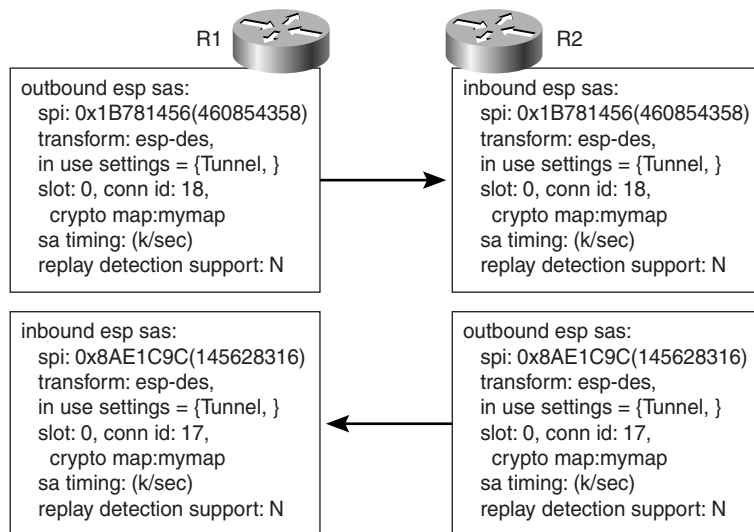 R1
R2
outbound esp sas:
spi: 0x1B781456(460854358)
transform: esp-des,
in use settings = {Tunnel, }
slot: 0, conn id: 18,
crypto map:mymap
sa timing: (k/sec)
replay detection support: N
inbound esp sas:
spi: 0x1B781456(460854358)
transform: esp-des,
in use settings = {Tunnel, }
slot: 0, conn id: 18,
crypto map:mymap
sa timing: (k/sec)
replay detection support: N
inbound esp sas:
spi: 0x8AE1C9C(145628316)
transform: esp-des,
in use settings = {Tunnel, }
slot: 0, conn id: 17,
crypto map:mymap
sa timing: (k/sec)
replay detection support: N
outbound esp sas:
spi: 0x8AE1C9C(145628316)
transform: esp-des,
in use settings = {Tunnel, }
slot: 0, conn id: 17,
crypto map:mymap
sa timing: (k/sec)
replay detection support: N